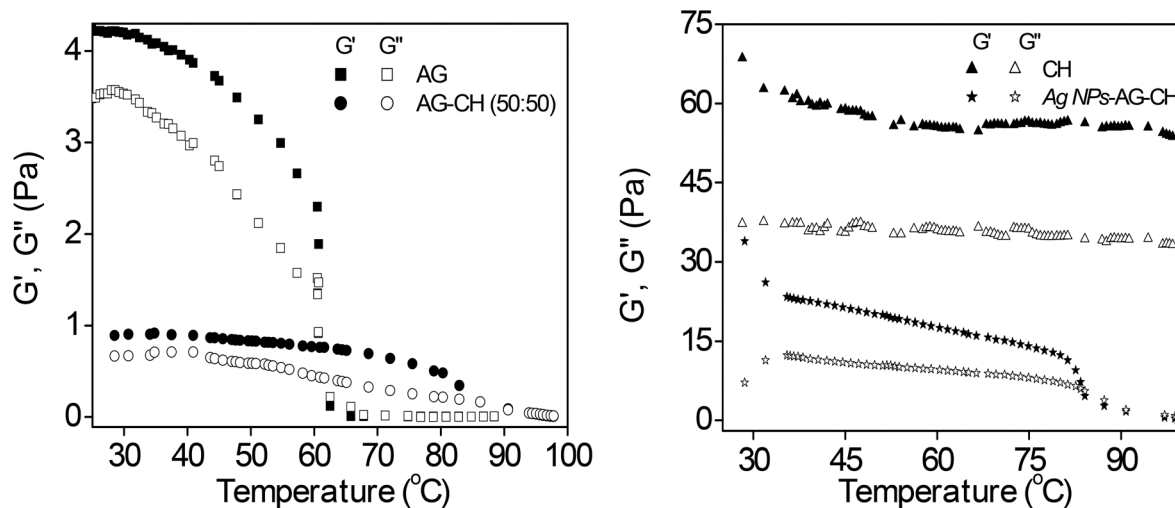 G', G" (Pa)
4
3
2
1
0
G' G"
AG
AG-CH (50:50)
30 40 50 60 70 80 90 100
Temperature (°C)
G', G" (Pa)
75
60
45
30
15
0
G' G"
CH
Ag NPs-AG-CH
30 45 60 75 90
Temperature (°C)